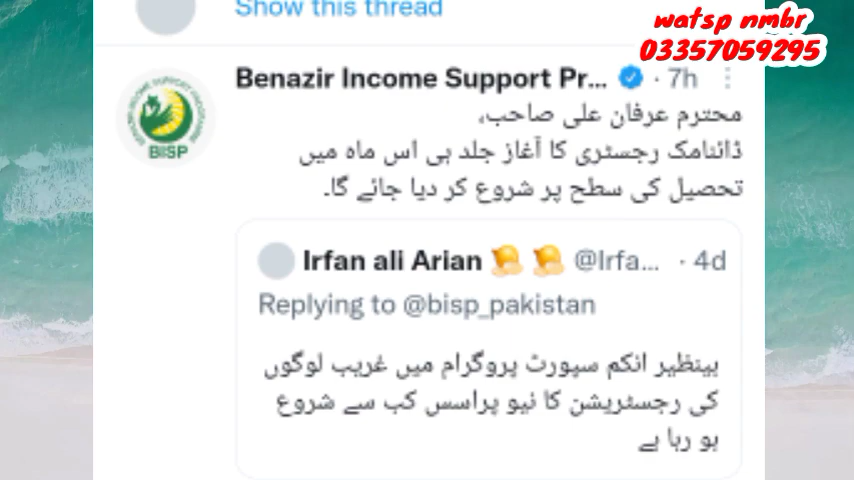 Show this thread
watsp nmbr
03357059295
Benazir Income Support Pr... · 7h
محترم عرفان علی صاحب،
ڈائنامک رجسٹری کا آغاز جلد ہی اس ماہ میں
تحصیل کی سطح پر شروع کر دیا جائے گا۔
BISP
Irfan ali Arian @Irfa... · 4d
Replying to @bisp_pakistan
بینظیر انکم سپورٹ پروگرام میں غریب لوگوں
کی رجسٹریشن کا نیو پراسس کب سے شروع
ہو رہا ہے